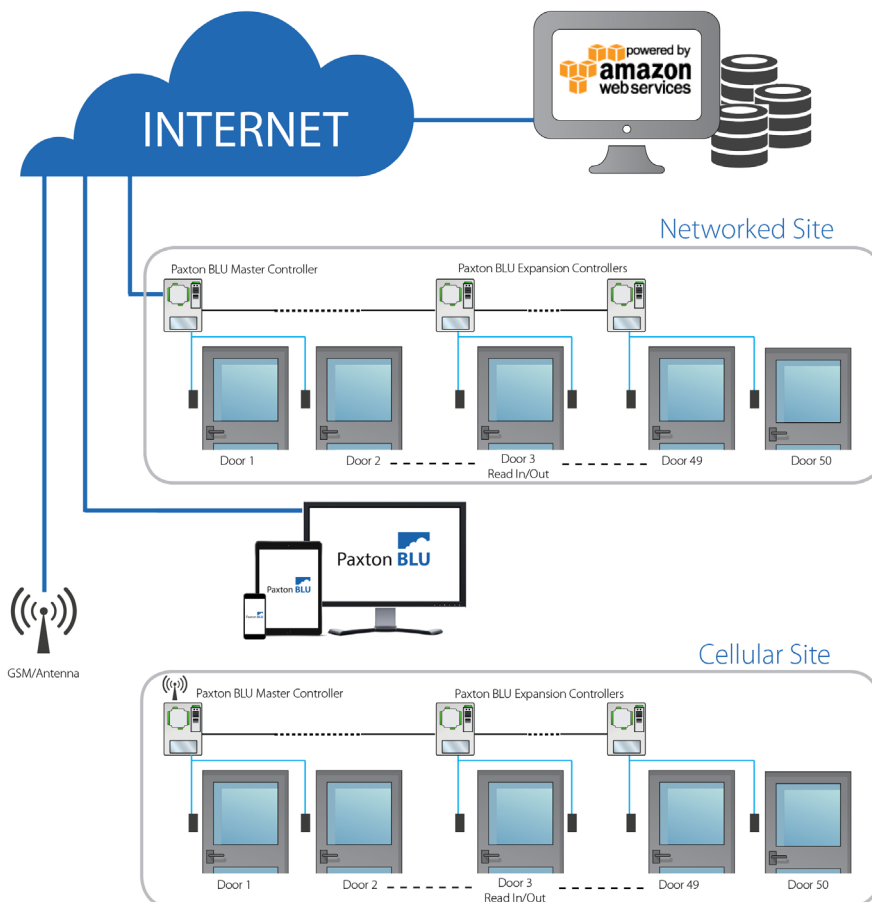 INTERNET
powered by
amazon
webservices
Networked Site
Paxton BLU Master Controller
Paxton BLU Expansion Controllers
Door 1
Door 2
Door 3
Read In/Out
Door 49
Door 50
Paxton BLU
Paxton BLU
Paxton BLU
GSM/Antenna
Cellular Site
Paxton BLU Master Controller
Paxton BLU Expansion Controllers
Door 1
Door 2
Door 3
Read In/Out
Door 49
Door 50